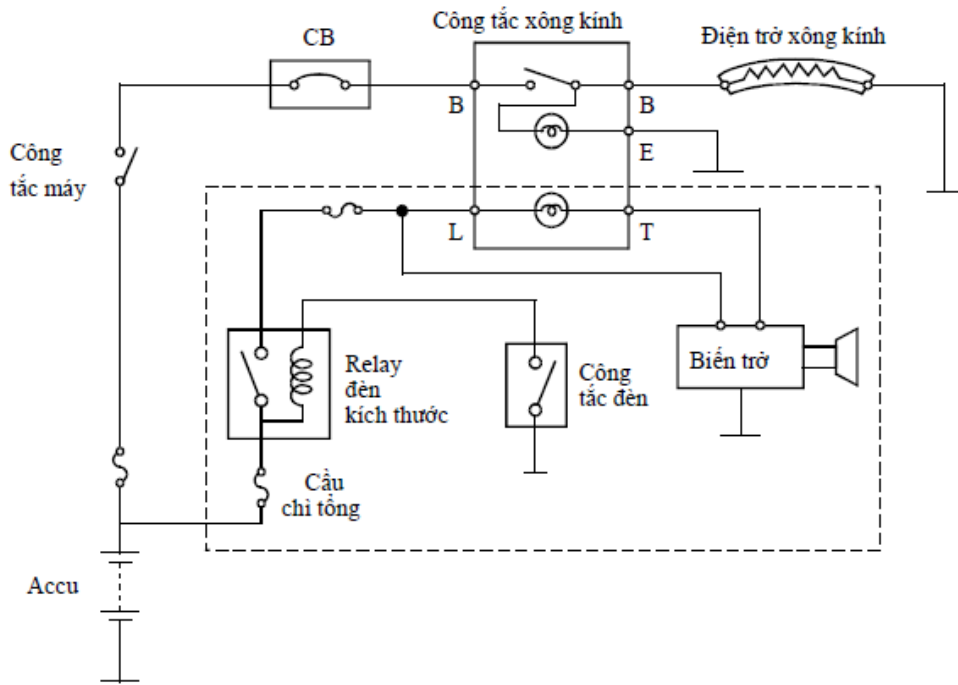 Công tắc xông kính
CB
Điện trở xông kính
B
B
E
Công
tắc máy
L
T
Relay
đèn
kích thước
Công
tắc đèn
Biến trở
Cầu
chì tổng
Accu